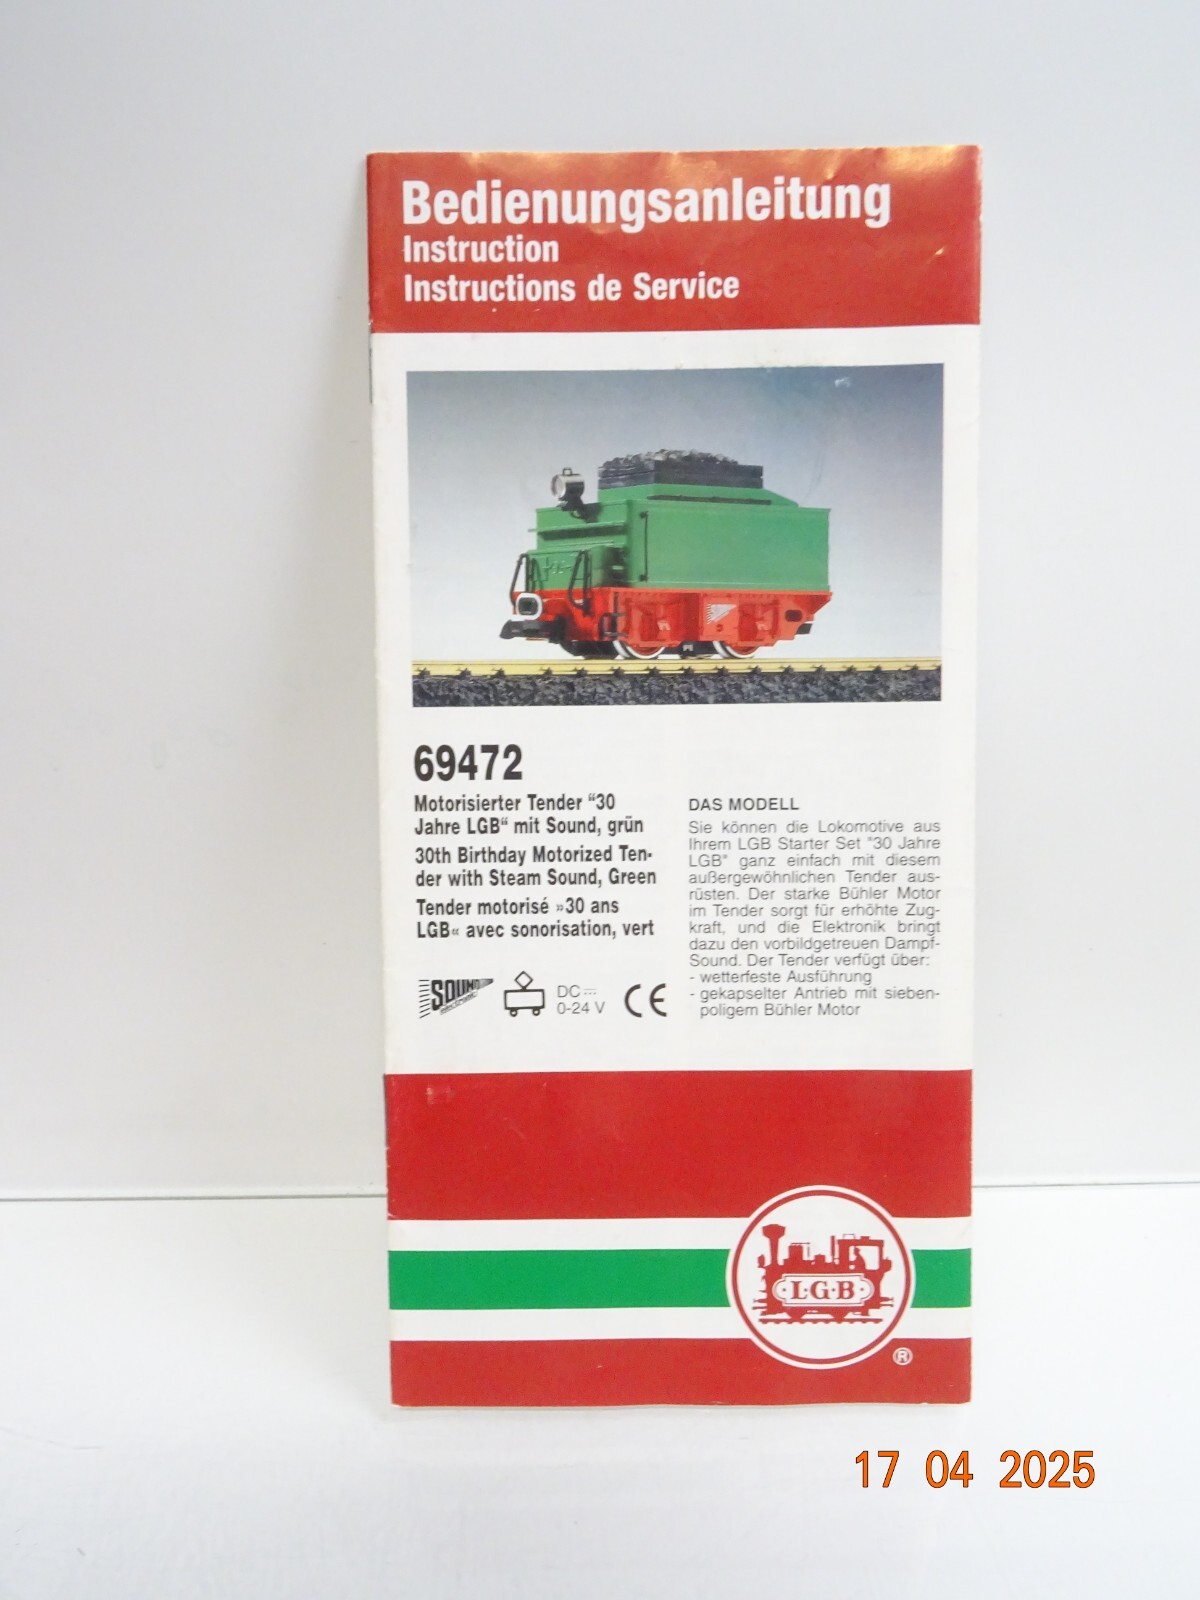 Bedienungsanleitung
Instruction
Instructions de Service
69472
Motorisierter Tender "30
Jahre LGB" mit Sound, grün
30th Birthday Motorized Ten-
der with Steam Sound, Green
Tender motorisé »30 ans
LGB« avec sonorisation, vert
SOUND
DC
0-24 V
CE
DAS MODELL
Sie können die Lokomotive aus
Ihrem LGB Starter Set "30 Jahre
LGB" ganz einfach mit diesem
außergewöhnlichen Tender aus-
rüsten. Der starke Bühler Motor
im Tender sorgt für erhöhte Zug-
kraft, und die Elektronik bringt
dazu den vorbildgetreuen Dampf-
Sound. Der Tender verfügt über:
- wetterfeste Ausführung
- gekapselter Antrieb mit sieben-
poligem Bühler Motor
L·G·B
®
17 04 2025